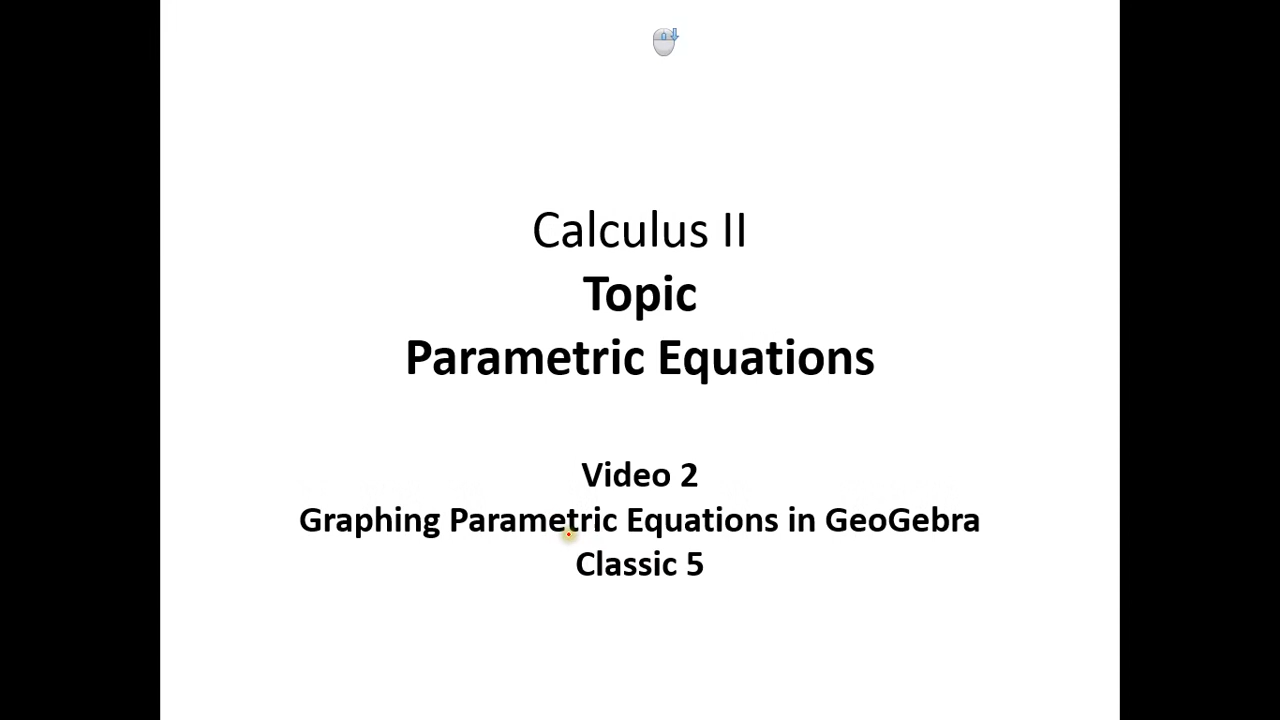 Calculus II
Topic
Parametric Equations
Video 2
Graphing Parametric Equations in GeoGebra
Classic 5